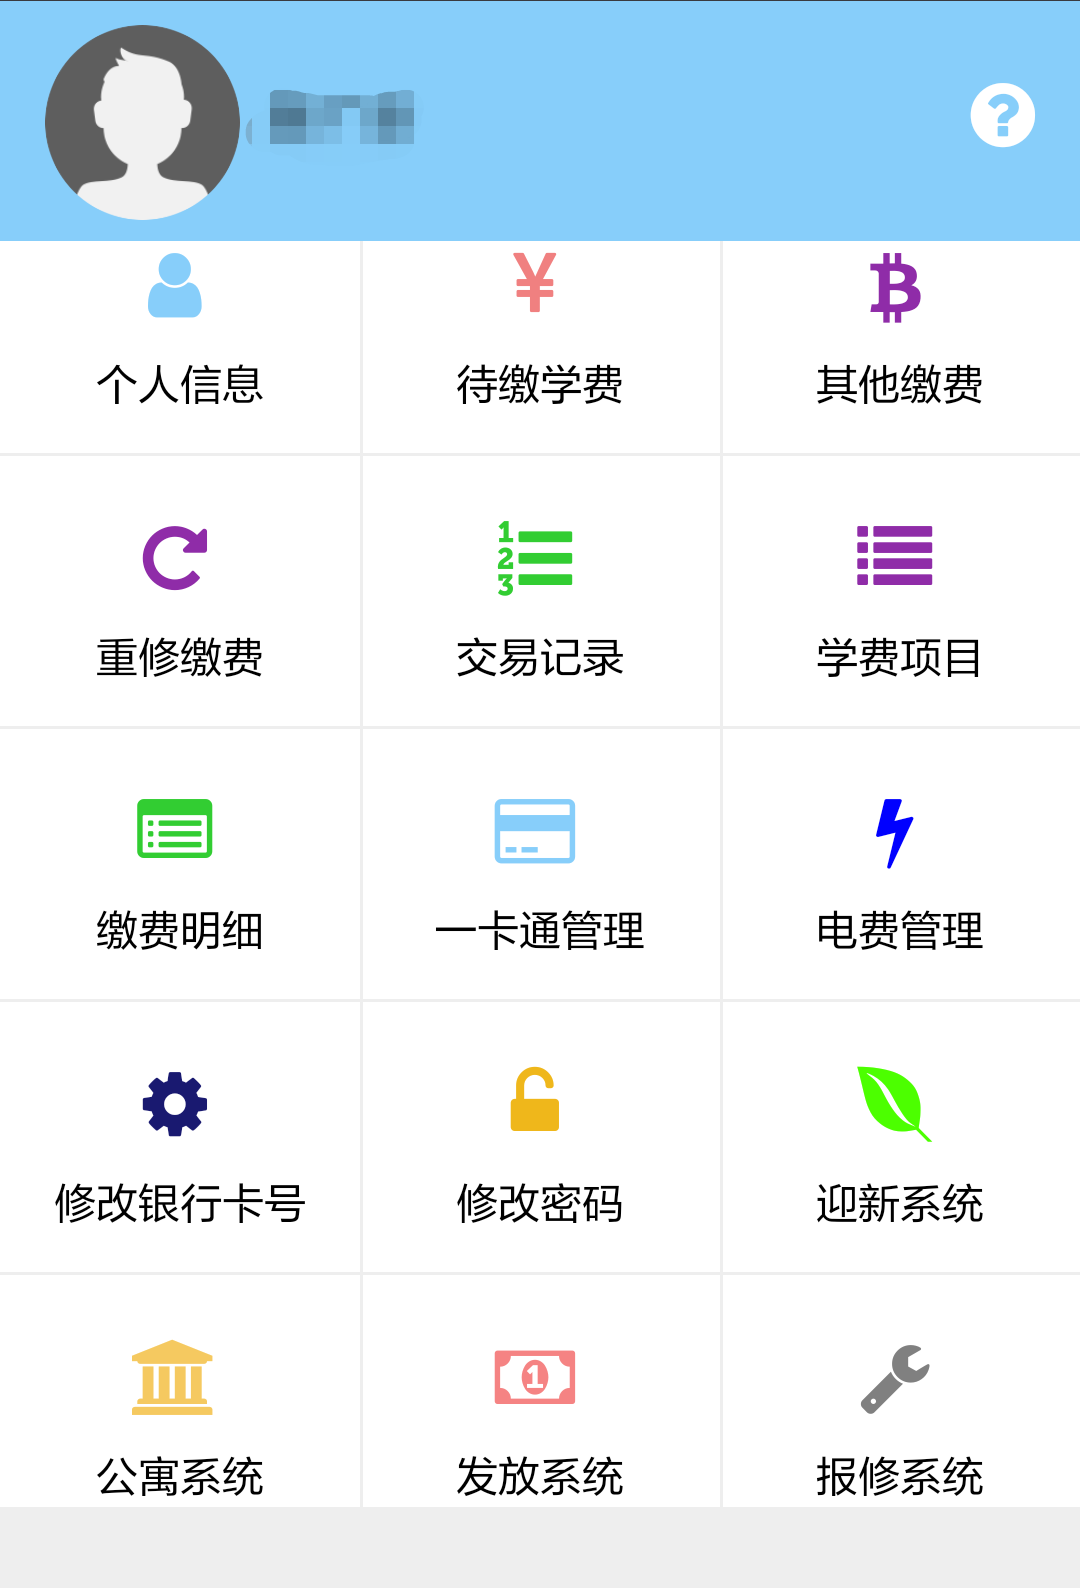 个人信息
待缴学费
其他缴费
重修缴费
交易记录
学费项目
缴费明细
一卡通管理
电费管理
修改银行卡号
修改密码
迎新系统
公寓系统
发放系统
报修系统